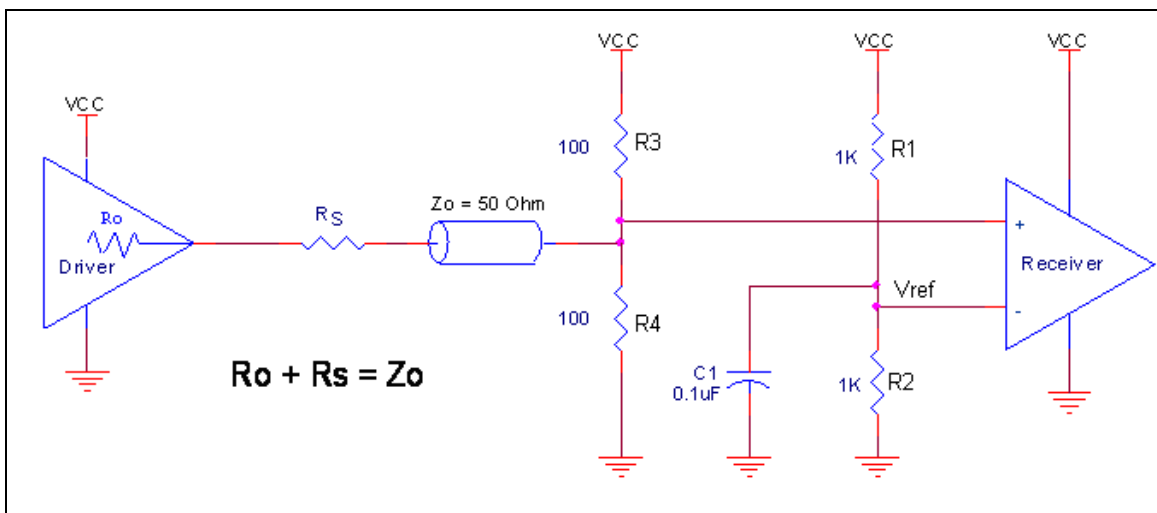 VCC
VCC
VCC
VCC
100
R3
1K
R1
Ro
Driver
RS
Zo = 50 Ohm
+
Receiver
-
Vref
100
R4
Ro + Rs = Zo
C1
0.1uF
1K
R2